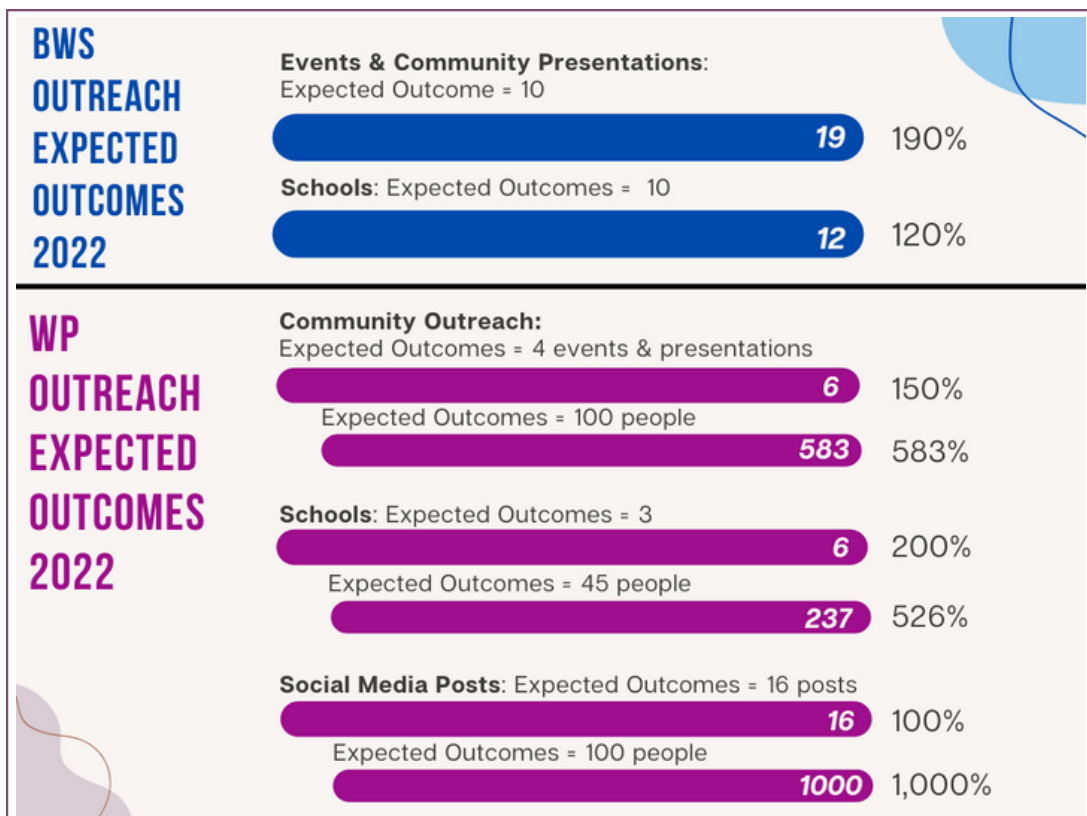 BWS
OUTREACH
EXPECTED
OUTCOMES
2022
Events & Community Presentations:
Expected Outcome = 10
19 190%
Schools: Expected Outcomes = 10
12 120%
WP
OUTREACH
EXPECTED
OUTCOMES
2022
Community Outreach:
Expected Outcomes = 4 events & presentations
6 150%
Expected Outcomes = 100 people
583 583%
Schools: Expected Outcomes = 3
6 200%
Expected Outcomes = 45 people
237 526%
Social Media Posts: Expected Outcomes = 16 posts
16 100%
Expected Outcomes = 100 people
1000 1,000%